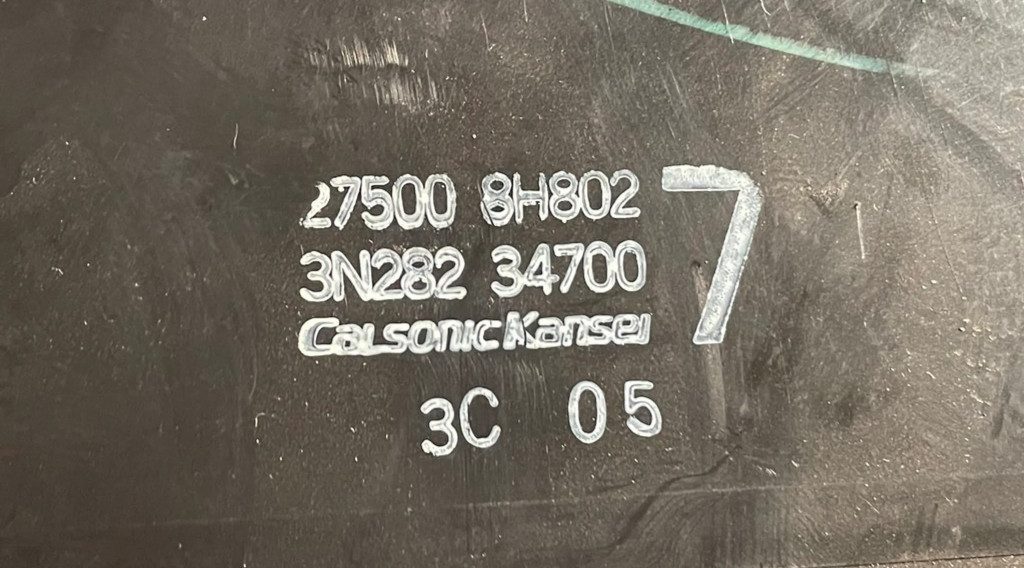 27500 8H802 7
3N282 34700
CalsonicKansei
3C 05